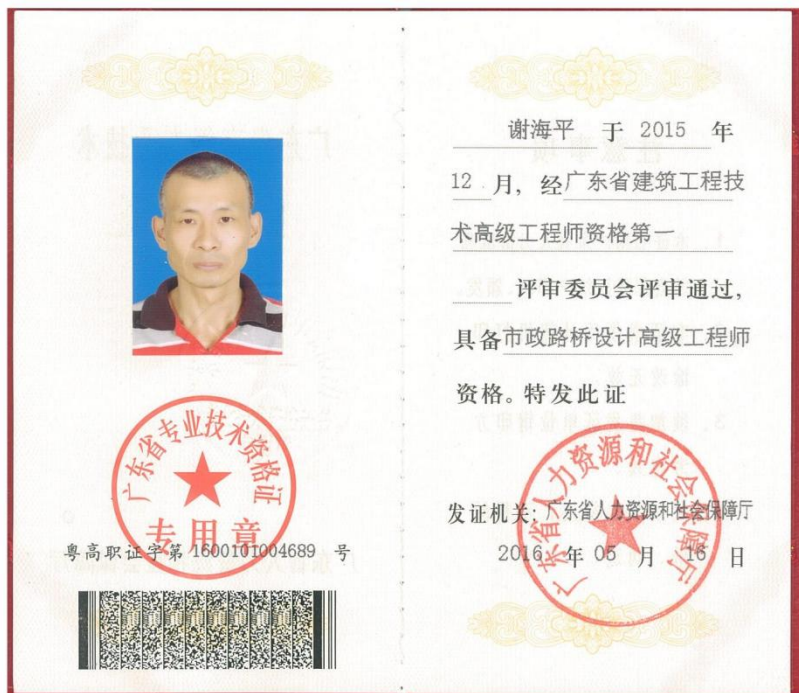 广东省专业技术资格证
专用章
粤高职证字第 1600101004689 号
谢海平 于 2015 年
12 月, 经广东省建筑工程技
术高级工程师资格第一
评审委员会评审通过,
具备市政路桥设计高级工程师
资格。特发此证
发证机关: 广东省人力资源和社会保障厅
2016 年 05 月 16 日
广东省人力资源和社会保障厅